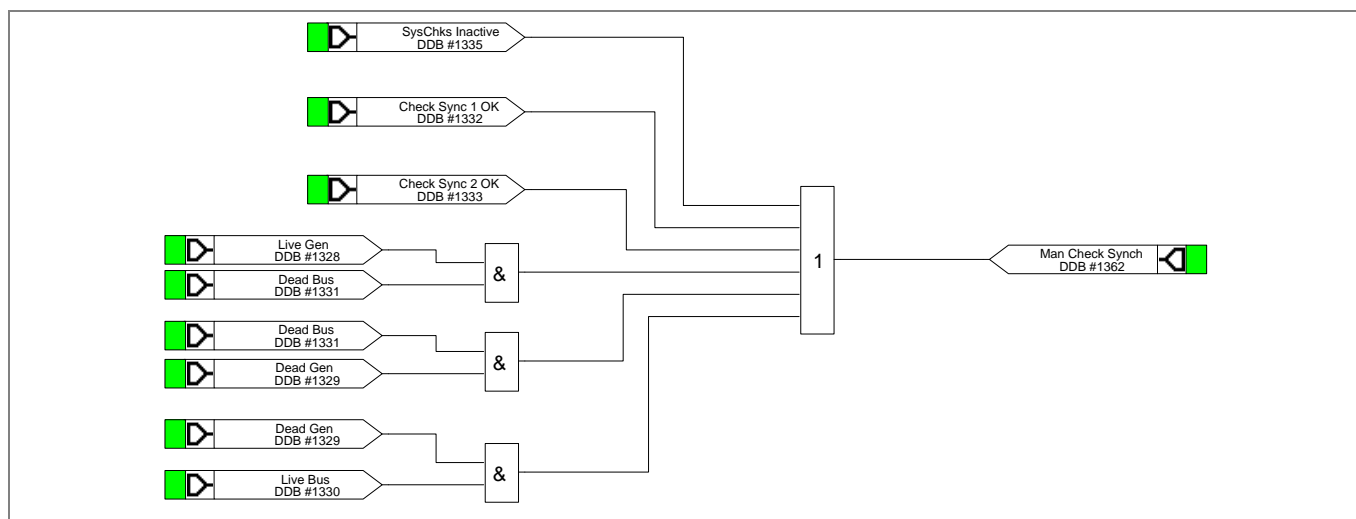 SysChks Inactive
DDB #1335
Check Sync 1 OK
DDB #1332
Check Sync 2 OK
DDB #1333
Live Gen
DDB #1328
Dead Bus
DDB #1331
&
Dead Bus
DDB #1331
Dead Gen
DDB #1329
&
Dead Gen
DDB #1329
Live Bus
DDB #1330
&
1
Man Check Synch
DDB #1362